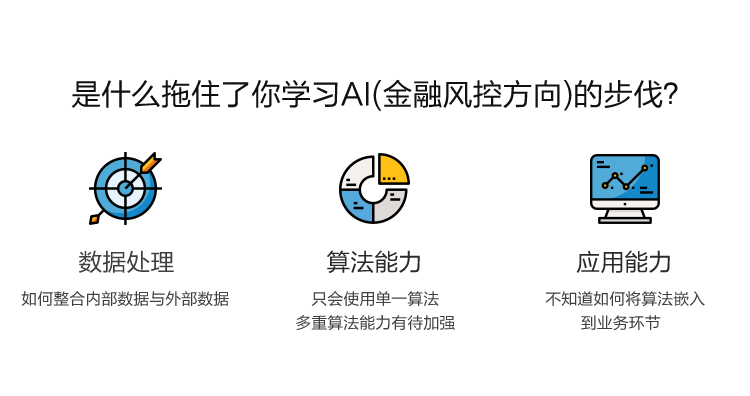 是什么拖住了你学习AI(金融风控方向)的步伐?
数据处理
如何整合内部数据与外部数据
算法能力
只会使用单一算法
多重算法能力有待加强
应用能力
不知道如何将算法嵌入
到业务环节